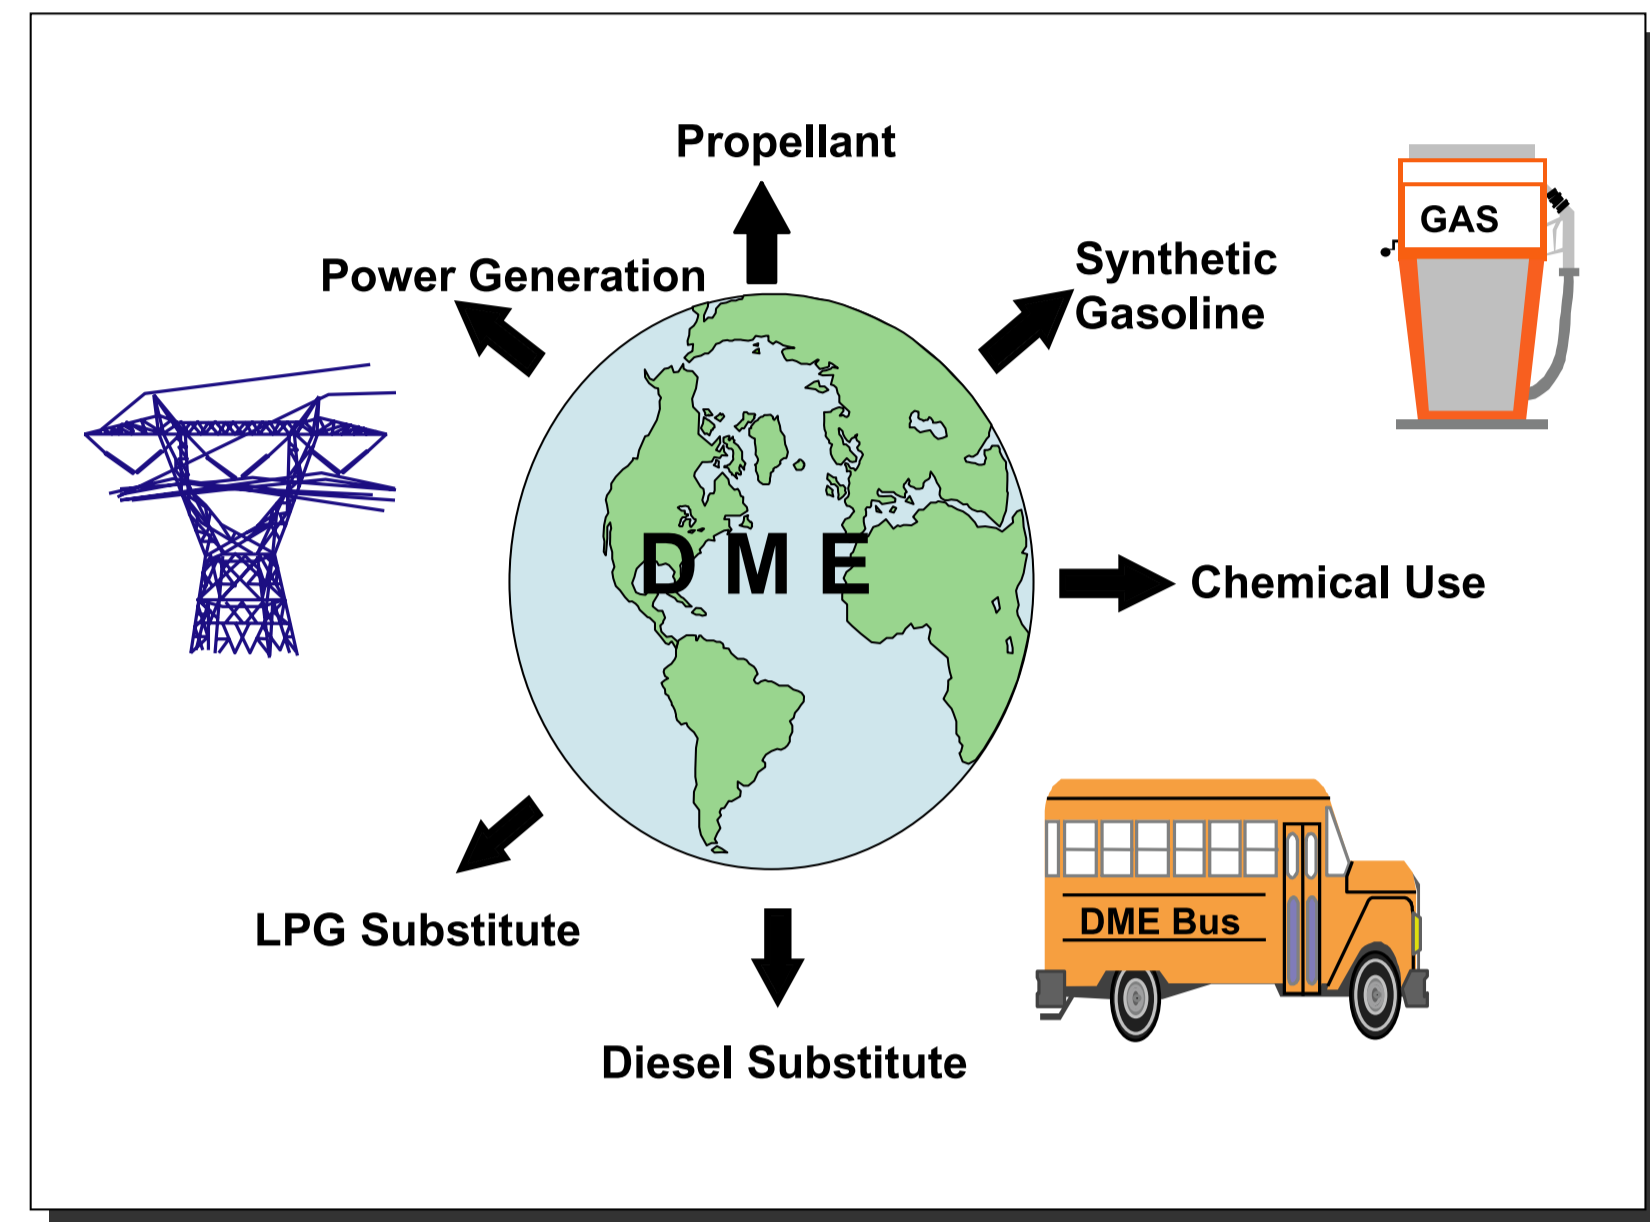 Propellant
Power Generation
Synthetic
Gasoline
GAS
D M E
Chemical Use
LPG Substitute
DME Bus
Diesel Substitute